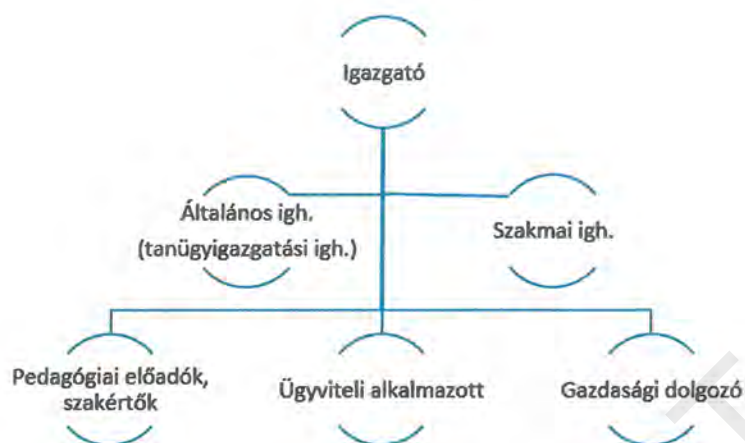 Igazgató
Általános igh.
(tanügyigazgatási igh.)
Szakmai igh.
Pedagógiai előadók,
szakértők
Ügyviteli alkalmazott
Gazdasági dolgozó